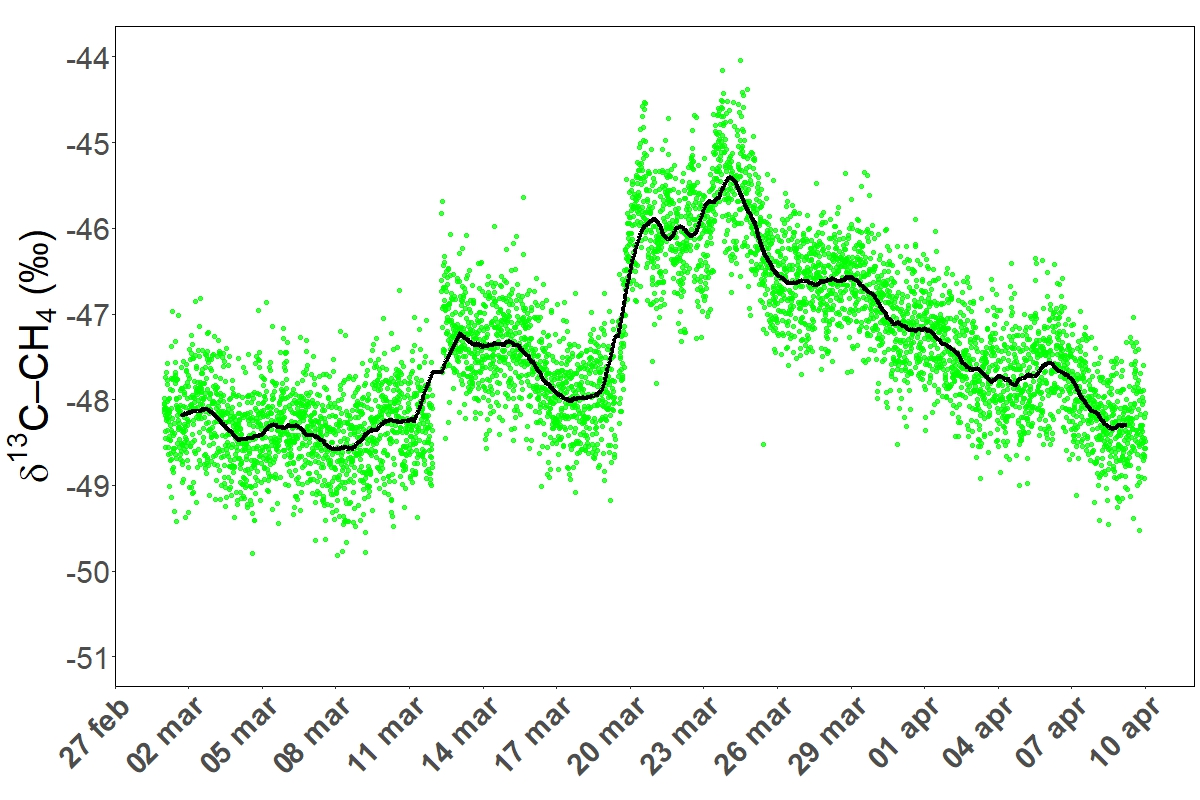 δ¹³C–CH₄ (‰)
-44
-45
-46
-47
-48
-49
-50
-51
27 feb
02 mar
05 mar
08 mar
11 mar
14 mar
17 mar
20 mar
23 mar
26 mar
29 mar
01 apr
04 apr
07 apr
10 apr